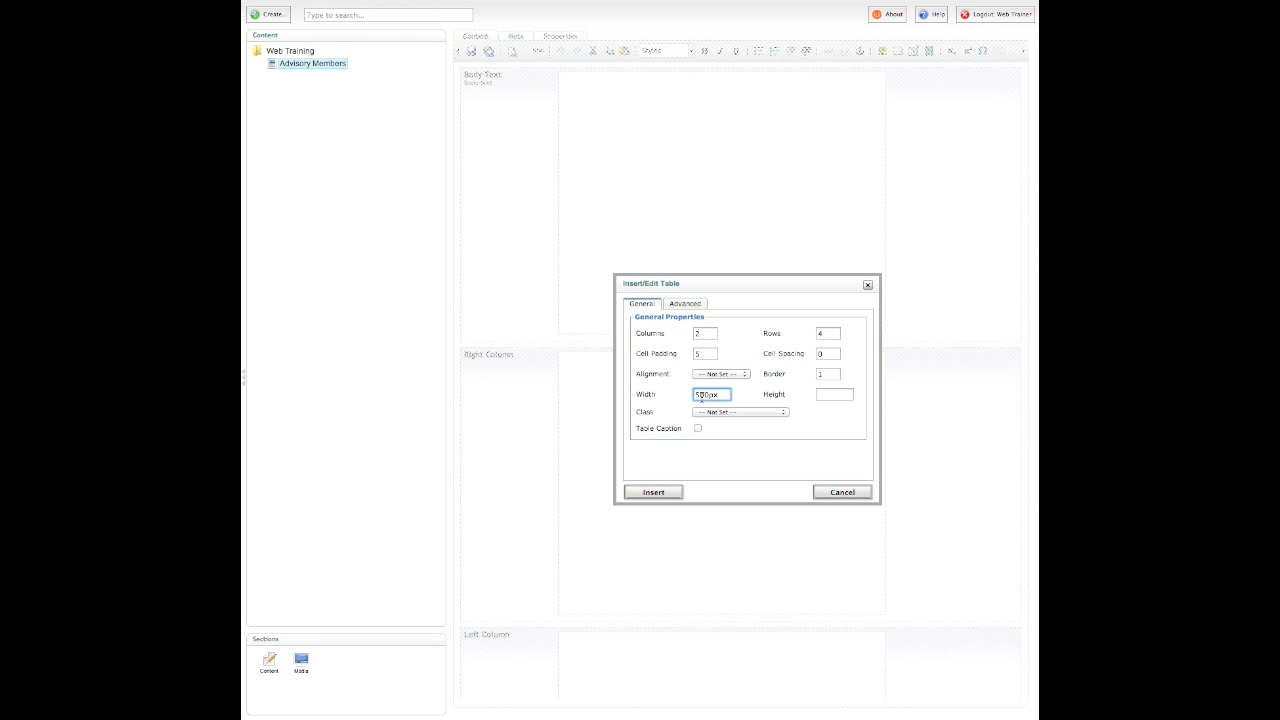 Create... Type to search... About Help Logout: Web Trainer
Content
Web Training
Advisory Members
Content Meta Properties
Styles
Body Text
Body text
Insert/Edit Table
General Advanced
General Properties
Columns 2 Rows 4
Cell Padding 5 Cell Spacing 0
Alignment -- Not Set -- Border 1
Width 500px Height
Class -- Not Set --
Table Caption
Insert Cancel
Right Column
Left Column
Sections
Content Media